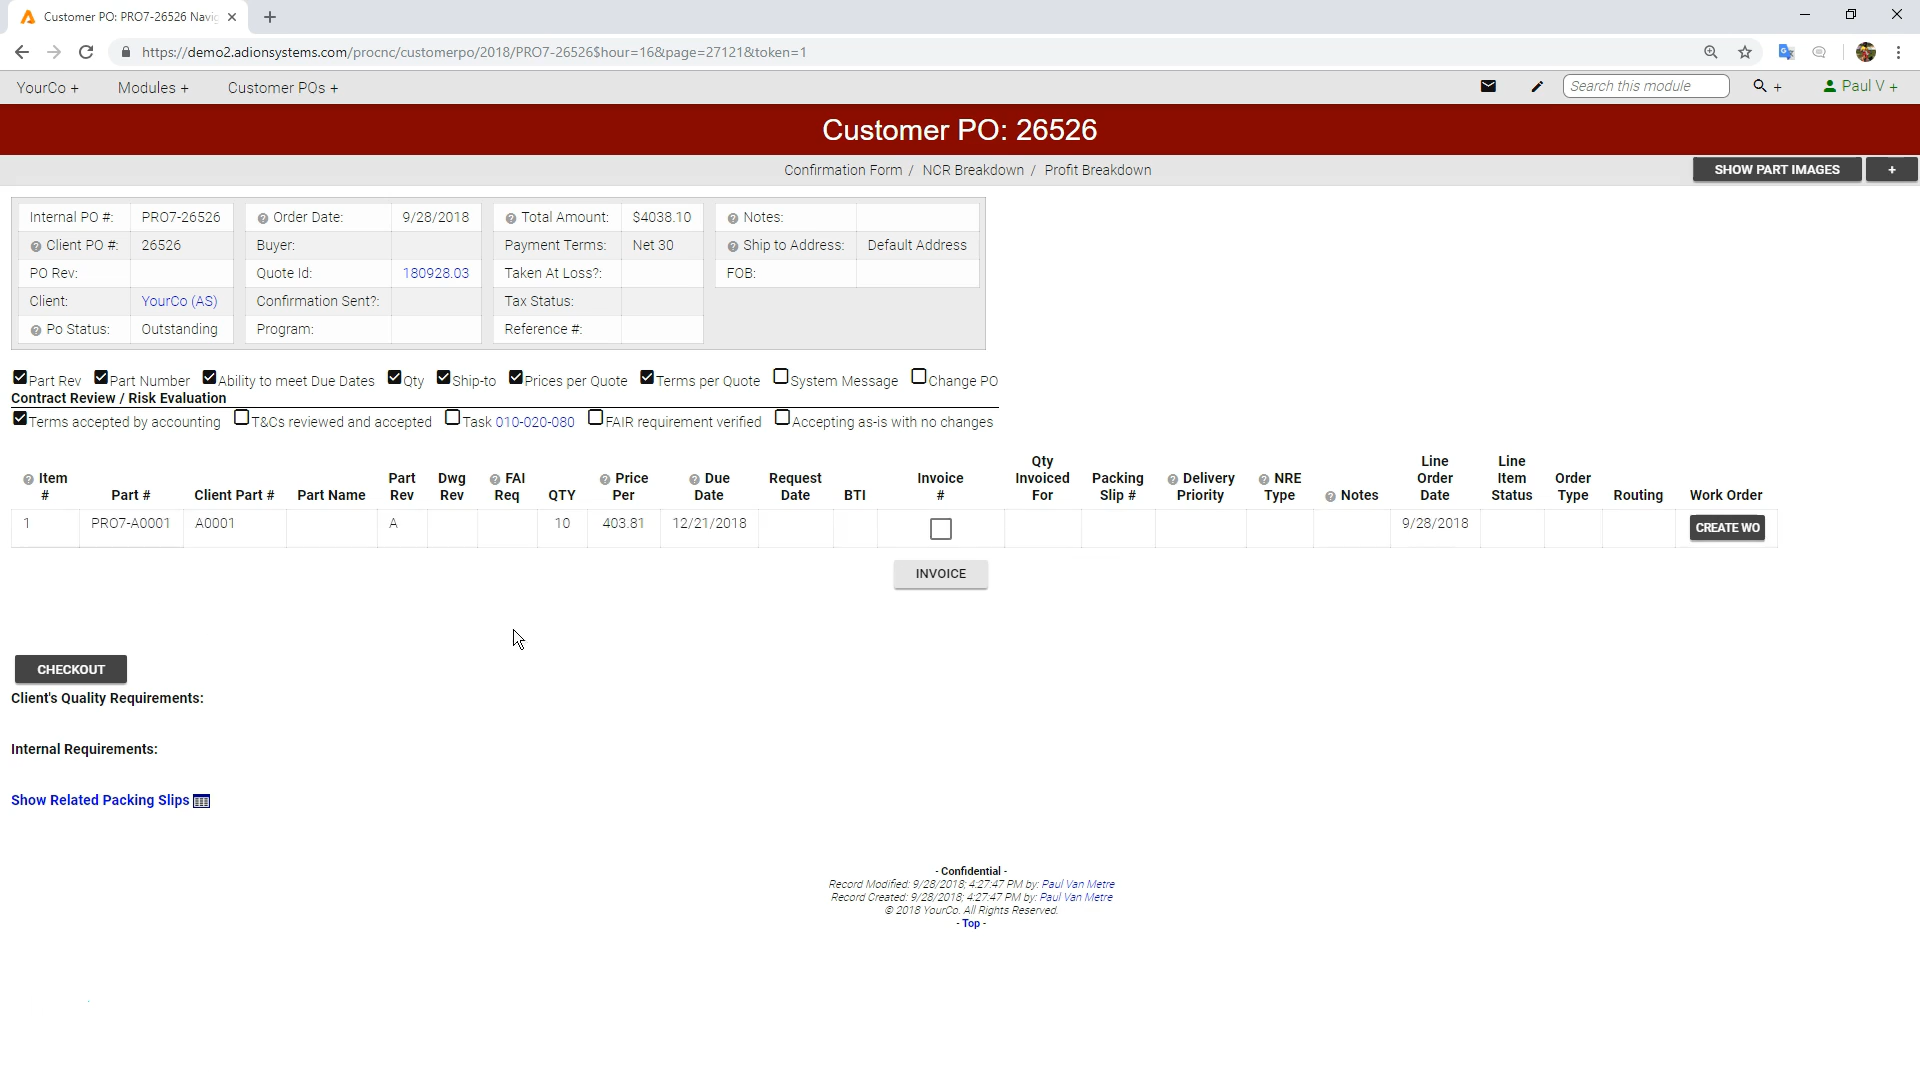 Customer PO: PRO7-26526 Navig
https://demo2.adionsystems.com/procnc/customerpo/2018/PRO7-26526$hour=16&page=27121&token=1
YourCo + Modules + Customer POs + Search this module + Paul V +
Customer PO: 26526
Confirmation Form / NCR Breakdown / Profit Breakdown SHOW PART IMAGES +
Internal PO #: PRO7-26526 Order Date: 9/28/2018 Total Amount: $4038.10 Notes:
Client PO #: 26526 Buyer: Payment Terms: Net 30 Ship to Address: Default Address
PO Rev: Quote Id: 180928.03 Taken At Loss?: FOB:
Client: YourCo (AS) Confirmation Sent?: Tax Status:
Po Status: Outstanding Program: Reference #:
Part Rev Part Number Ability to meet Due Dates Qty Ship-to Prices per Quote Terms per Quote System Message Change PO
Contract Review / Risk Evaluation
Terms accepted by accounting T&Cs reviewed and accepted Task 010-020-080 FAIR requirement verified Accepting as-is with no changes
Item # Part # Client Part # Part Name Part Rev Dwg Rev FAI Req QTY Price Per Due Date Request Date BTI Invoice # Qty Invoiced For Packing Slip # Delivery Priority NRE Type Notes Line Order Date Line Item Status Order Type Routing Work Order
1 PRO7-A0001 A0001 A 10 403.81 12/21/2018 9/28/2018 CREATE WO
INVOICE
CHECKOUT
Client's Quality Requirements:
Internal Requirements:
Show Related Packing Slips
- Confidential -
Record Modified: 9/28/2018; 4:27:47 PM by: Paul Van Metre
Record Created: 9/28/2018; 4:27:47 PM by: Paul Van Metre
© 2018 YourCo. All Rights Reserved.
- Top -